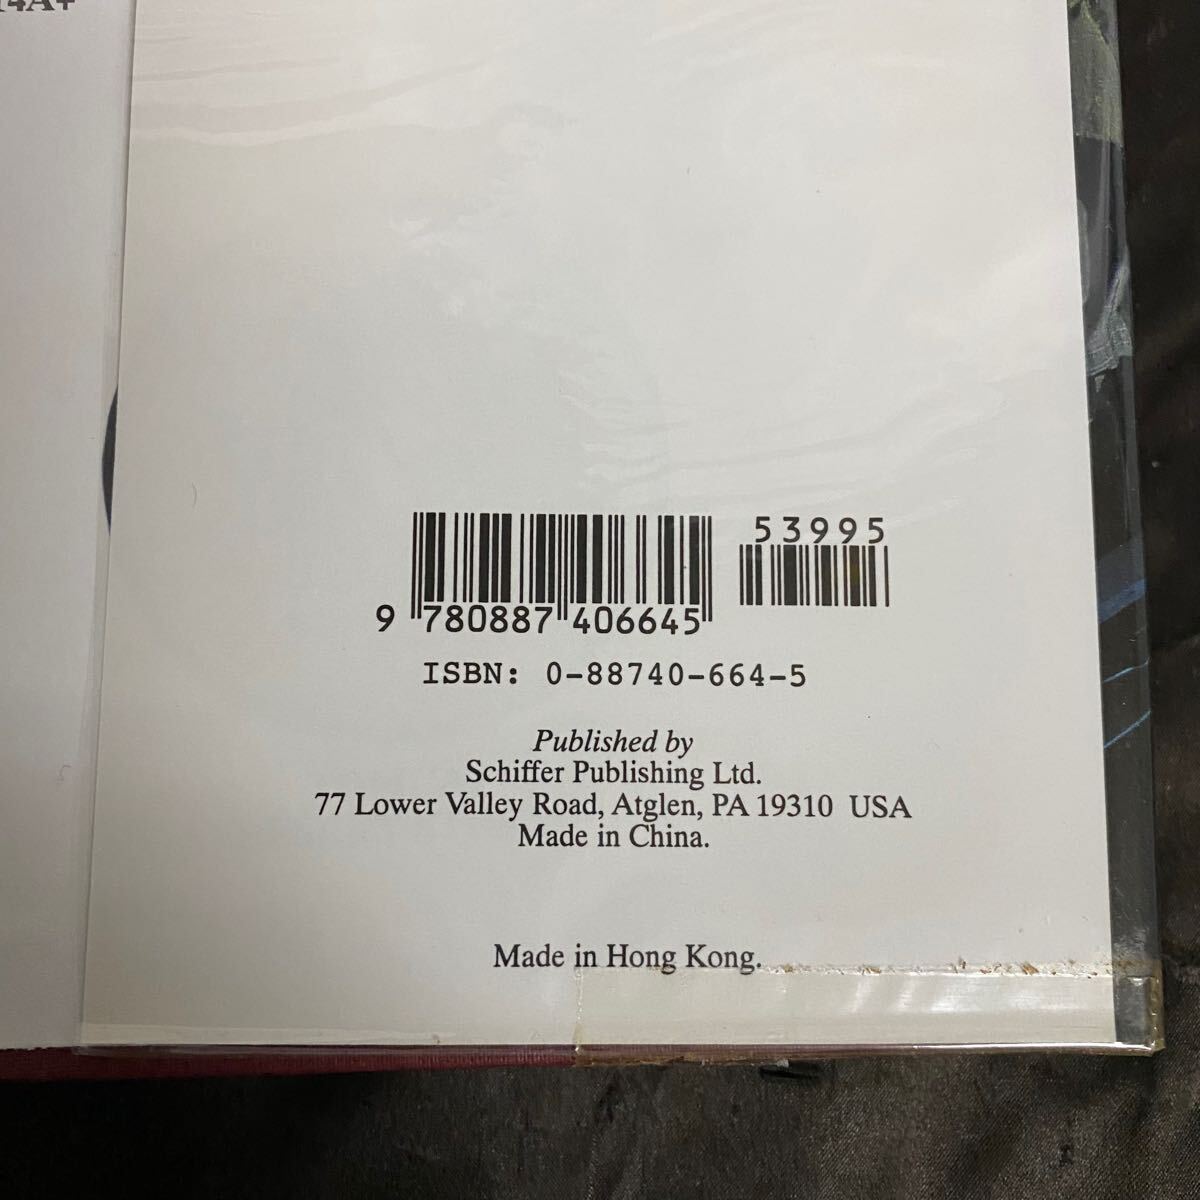 14A+
53995
9 780887 406645
ISBN: 0-88740-664-5
Published by
Schiffer Publishing Ltd.
77 Lower Valley Road, Atglen, PA 19310 USA
Made in China.
Made in Hong Kong.